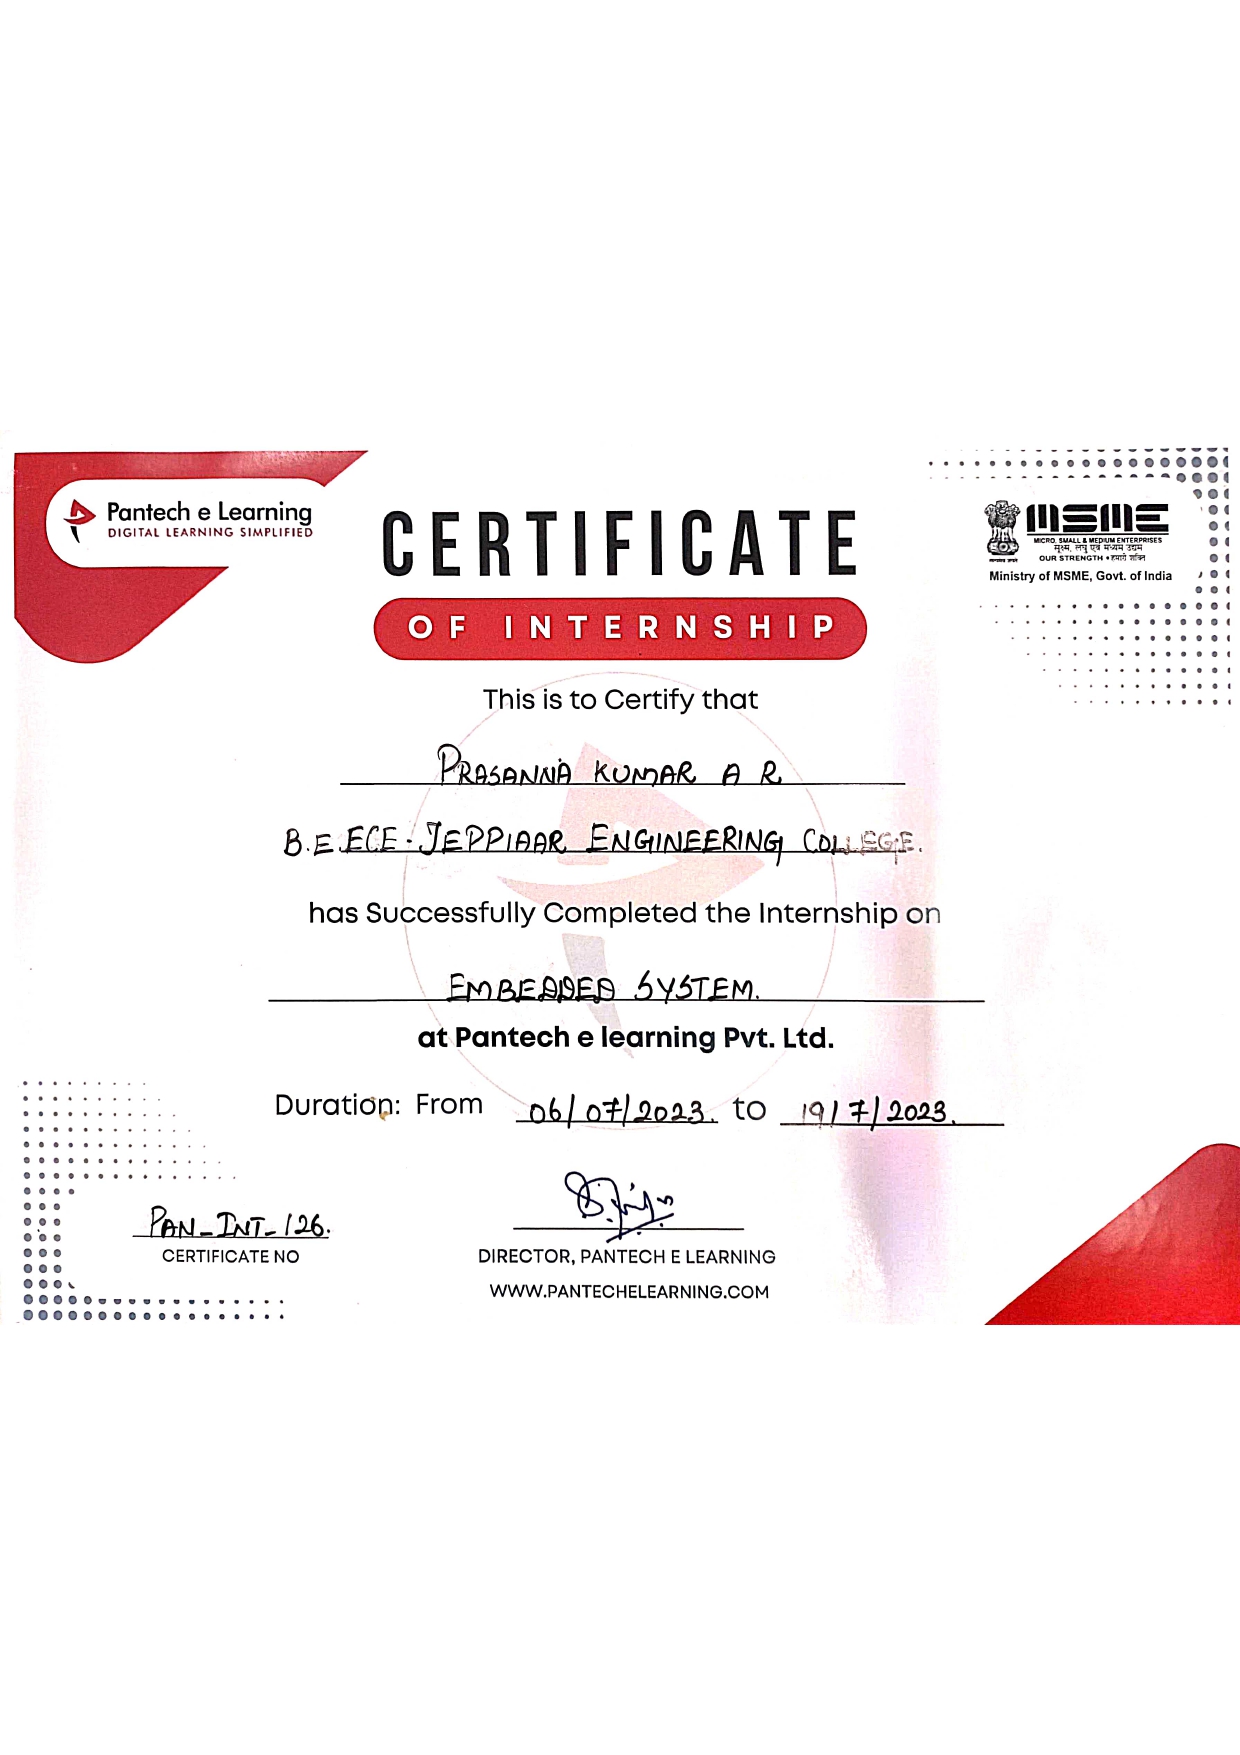 Pantech e Learning
DIGITAL LEARNING SIMPLIFIED
CERTIFICATE
OF INTERNSHIP
MSME
MICRO, SMALL & MEDIUM ENTERPRISES
सूक्ष्म, लघु एवं मध्यम उद्यम
OUR STRENGTH • हमारी शक्ति
सत्यमेव जयते
Ministry of MSME, Govt. of India
This is to Certify that
PRASANNA KUMAR A R
B.E.ECE-JEPPIAAR ENGINEERING COLLEGE.
has Successfully Completed the Internship on
EMBEDDED SYSTEM.
at Pantech e learning Pvt. Ltd.
Duration: From 06/07/2023. to 19/7/2023.
PAN-INT-126.
CERTIFICATE NO
DIRECTOR, PANTECH E LEARNING
WWW.PANTECHELEARNING.COM